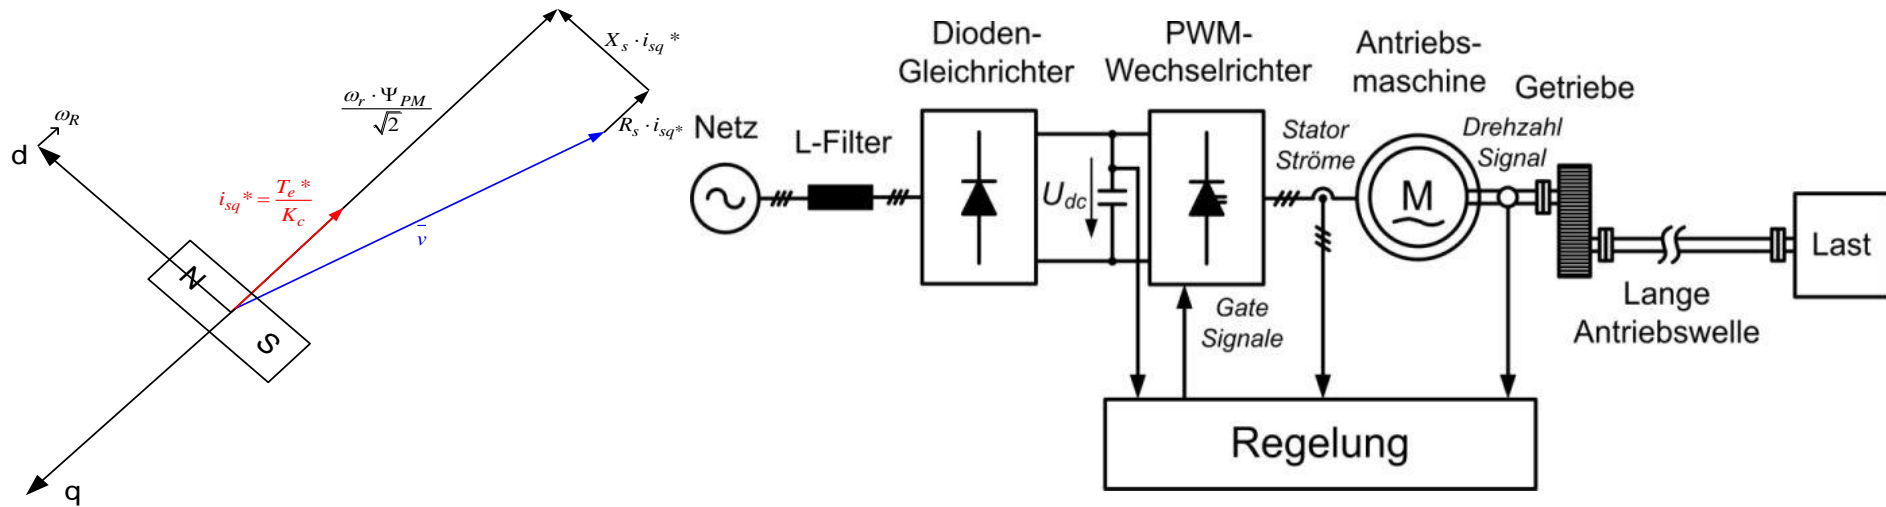 X_s · i_sq *
ω_r · Ψ_PM
√2
R_s · i_sq*
ω_R
d
i_sq * = T_e * / K_c
v̄
N
S
q
Dioden-
Gleichrichter
PWM-
Wechselrichter
Antriebs-
maschine
Getriebe
Netz
L-Filter
Stator
Ströme
Drehzahl
Signal
U_dc
M
Last
Gate
Signale
Lange
Antriebswelle
Regelung